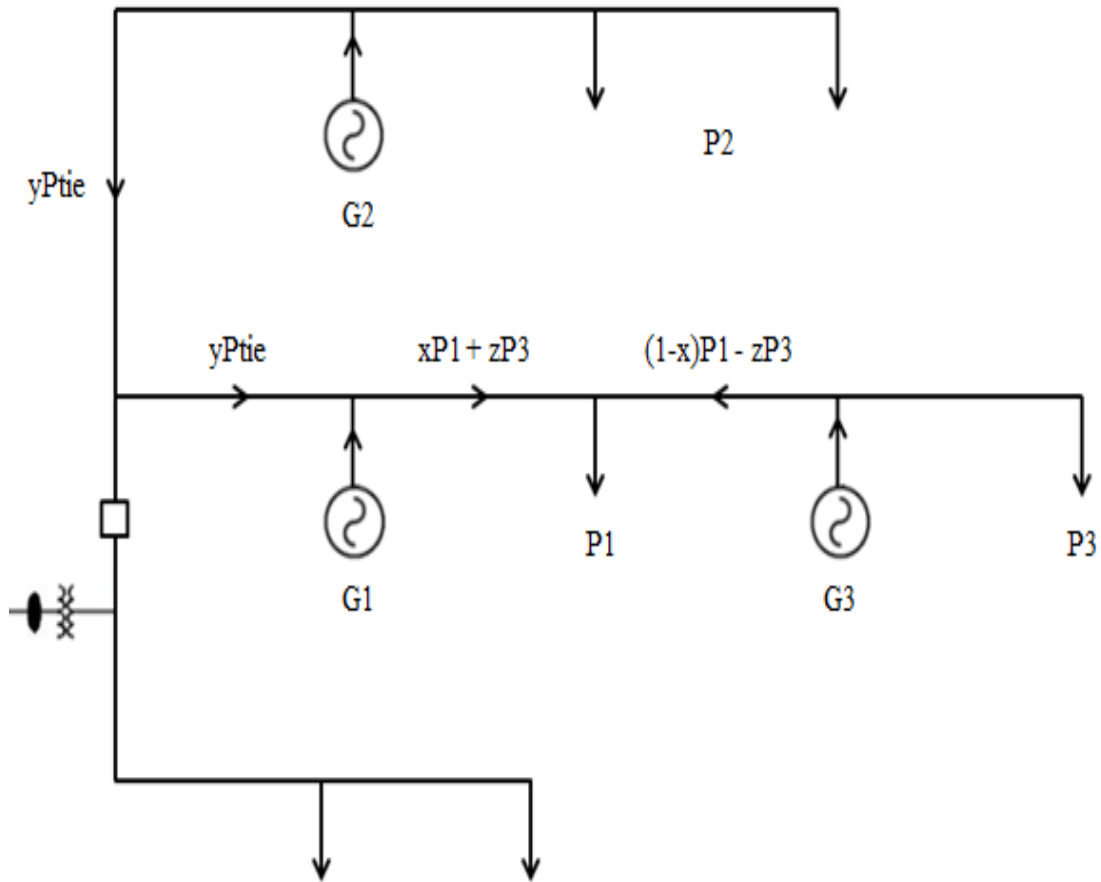 P2
yPtie
G2
yPtie
xP1 + zP3
(1-x)P1 - zP3
P1
P3
G1
G3